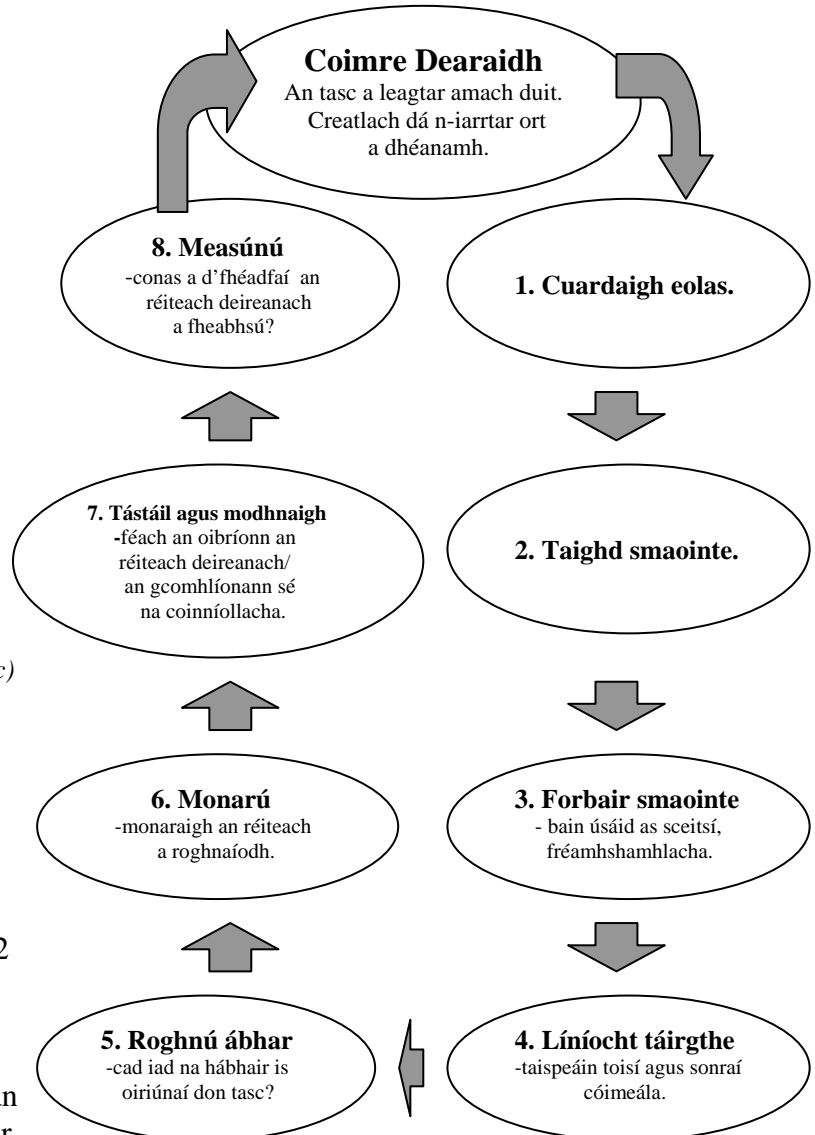 Coimre Dearaidh
An tasc a leagtar amach duit.
Creatlach dá n-iarrtar ort
a dhéanamh.
1. Cuardaigh eolas.
2. Taighd smaointe.
3. Forbair smaointe
- bain úsáid as sceitsí,
fréamhshamhlacha.
4. Líníocht táirgthe
-taispeáin toisí agus sonraí
cóimeála.
5. Roghnú ábhar
-cad iad na hábhair is
oiriúnaí don tasc?
6. Monarú
-monaraigh an réiteach
a roghnaíodh.
7. Tástáil agus modhnaigh
-féach an oibríonn an
réiteach deireanach/
an gcomhlíonann sé
na coinníollacha.
8. Measúnú
-conas a d’fhéadfaí an
réiteach deireanach
a fheabhsú?
c)
2